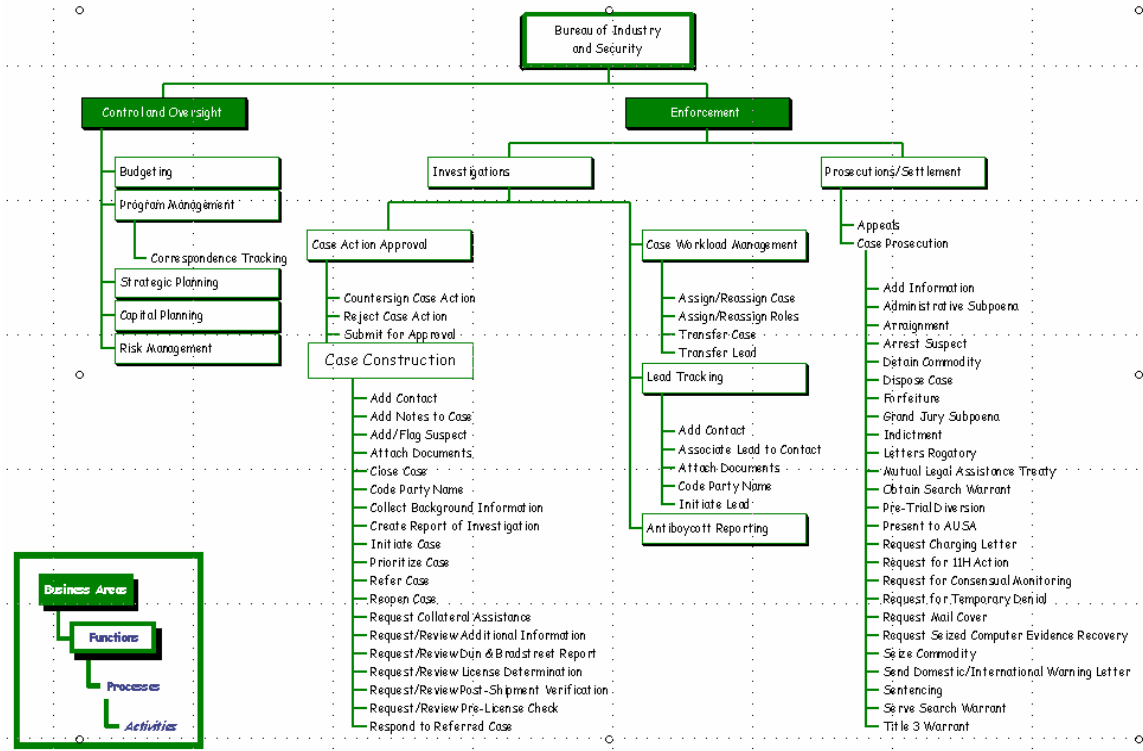 Bureau of Industry
and Security
Control and Oversight
Enforcement
Budgeting
Program Management
Correspondence Tracking
Strategic Planning
Capital Planning
Risk Management
Investigations
Prosecutions/Settlement
Case Action Approval
Countersign Case Action
Reject Case Action
Submit for Approval
Case Construction
Add Contact
Add Notes to Case
Add/Flag Suspect
Attach Documents
Close Case
Code Party Name
Collect Background Information
Create Report of Investigation
Initiate Case
Prioritize Case
Refer Case
Reopen Case
Request Collateral Assistance
Request/Review Additional Information
Request/Review Dun & Bradstreet Report
Request/Review License Determination
Request/Review Post-Shipment Verification
Request/Review Pre-License Check
Respond to Referred Case
Case Workload Management
Assign/Reassign Case
Assign/Reassign Roles
Transfer Case
Transfer Lead
Lead Tracking
Add Contact
Associate Lead to Contact
Attach Documents
Code Party Name
Initiate Lead
Antiboycott Reporting
Appeals
Case Prosecution
Add Information
Administrative Subpoena
Arraignment
Arrest Suspect
Detain Commodity
Dispose Case
Forfeiture
Grand Jury Subpoena
Indictment
Letters Rogatory
Mutual Legal Assistance Treaty
Obtain Search Warrant
Pre-Trial Diversion
Present to AUSA
Request Charging Letter
Request for 11H Action
Request for Consensual Monitoring
Request for Temporary Denial
Request Mail Cover
Request Seized Computer Evidence Recovery
Seize Commodity
Send Domestic/International Warning Letter
Sentencing
Serve Search Warrant
Title 3 Warrant
Business Areas
Functions
Processes
Activities